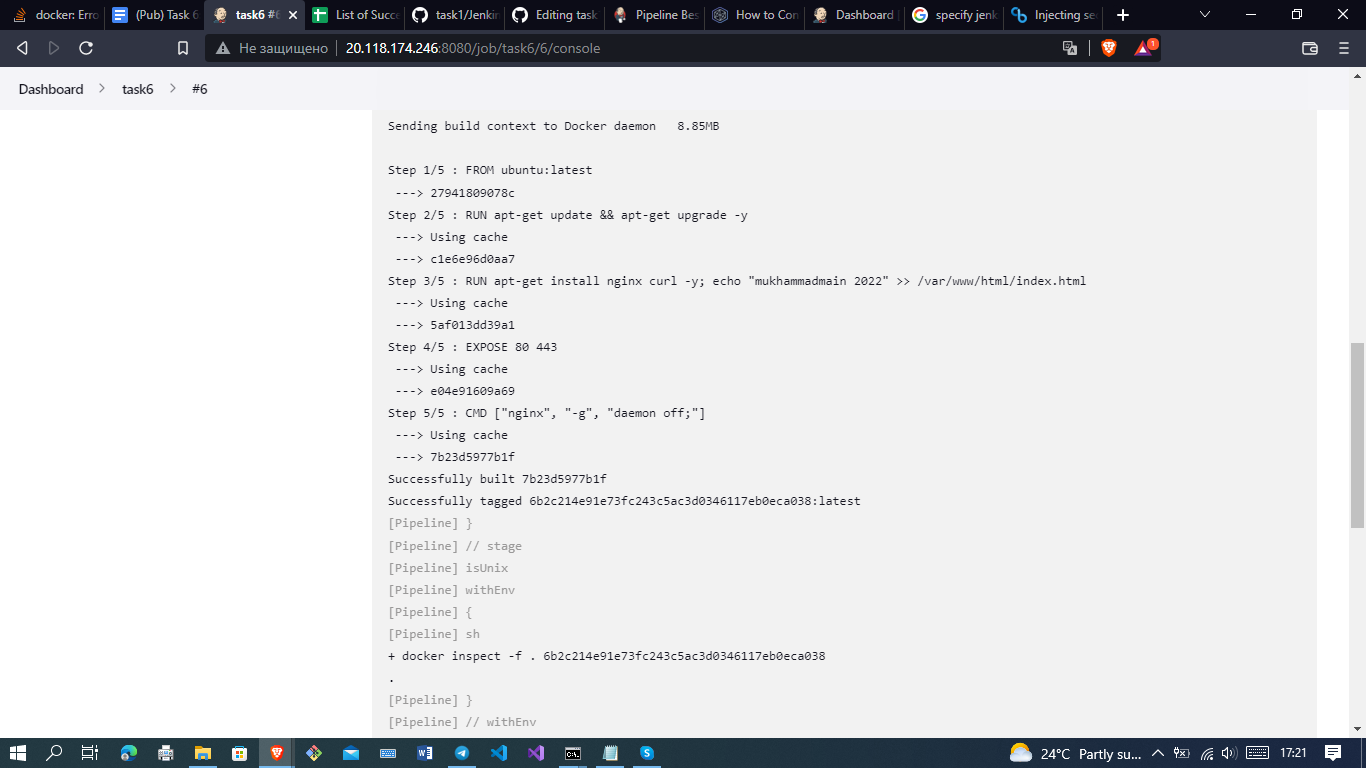 docker: Erro
(Pub) Task 6
task6 #6
List of Succe
task1/Jenkin
Editing task
Pipeline Bes
How to Con
Dashboard
specify jenk
Injecting se
Не защищено
20.118.174.246:8080/job/task6/6/console
1
Dashboard
task6
#6
Sending build context to Docker daemon   8.85MB
Step 1/5 : FROM ubuntu:latest
---> 27941809078c
Step 2/5 : RUN apt-get update && apt-get upgrade -y
---> Using cache
---> c1e6e96d0aa7
Step 3/5 : RUN apt-get install nginx curl -y; echo "mukhammadmain 2022" >> /var/www/html/index.html
---> Using cache
---> 5af013dd39a1
Step 4/5 : EXPOSE 80 443
---> Using cache
---> e04e91609a69
Step 5/5 : CMD ["nginx", "-g", "daemon off;"]
---> Using cache
---> 7b23d5977b1f
Successfully built 7b23d5977b1f
Successfully tagged 6b2c214e91e73fc243c5ac3d0346117eb0eca038:latest
[Pipeline] }
[Pipeline] // stage
[Pipeline] isUnix
[Pipeline] withEnv
[Pipeline] {
[Pipeline] sh
+ docker inspect -f . 6b2c214e91e73fc243c5ac3d0346117eb0eca038
.
[Pipeline] }
[Pipeline] // withEnv
24°C Partly su...
17:21